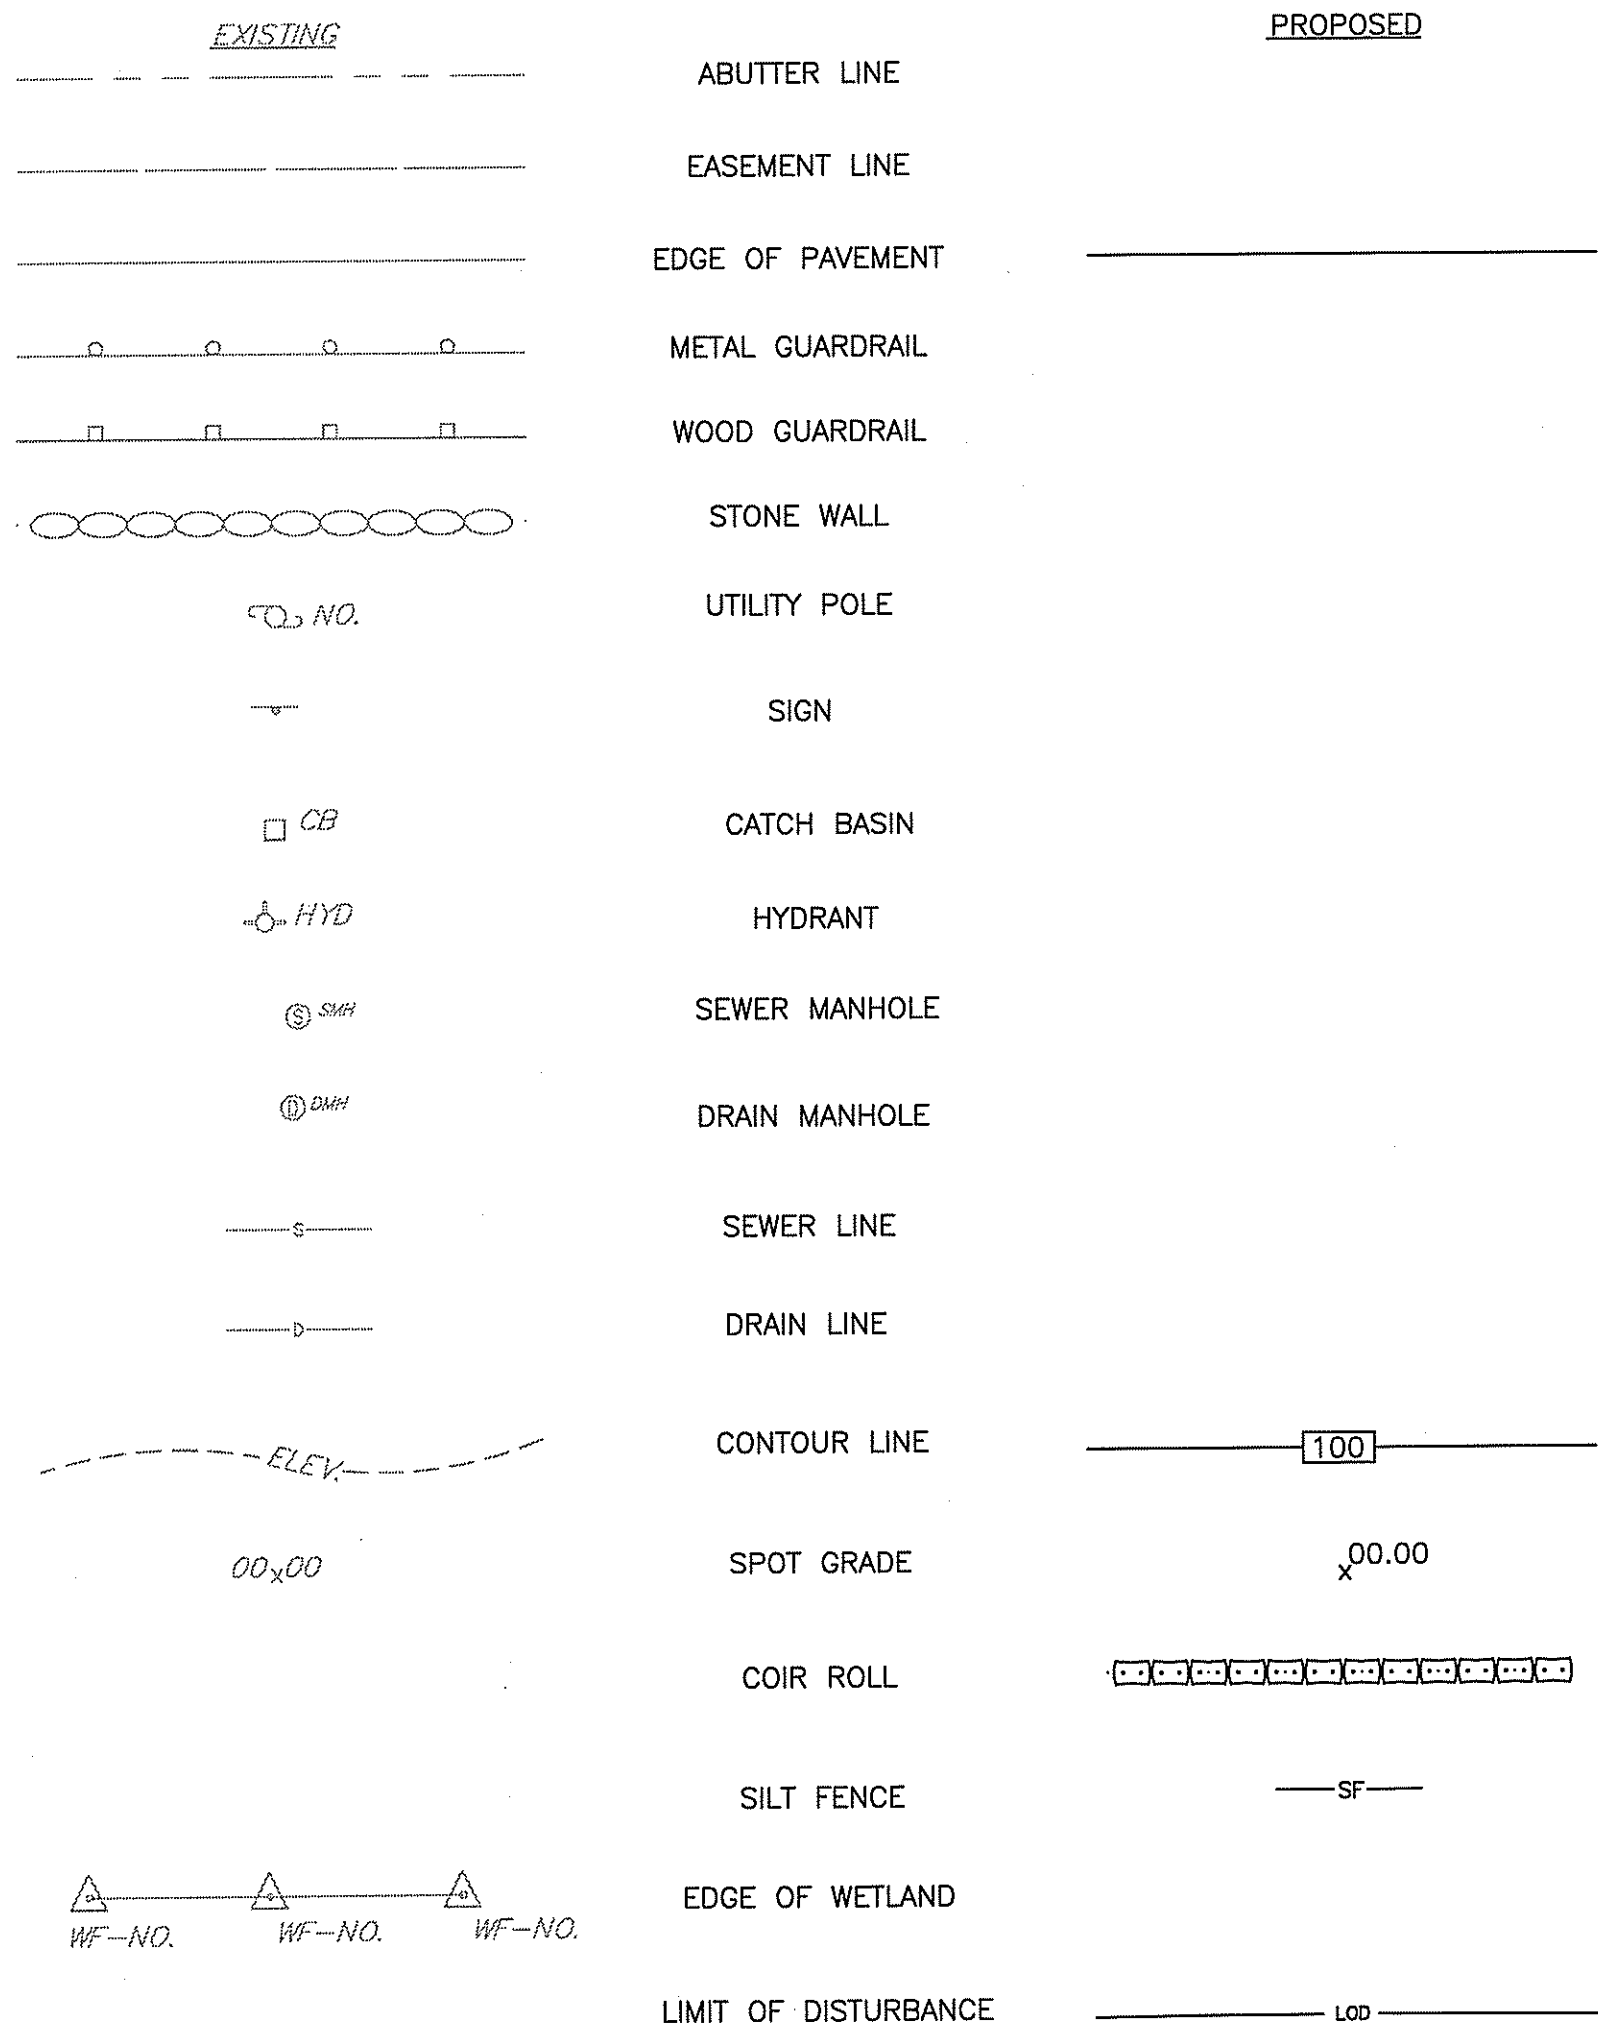 EXISTING PROPOSED
ABUTTER LINE
EASEMENT LINE
EDGE OF PAVEMENT
METAL GUARDRAIL
WOOD GUARDRAIL
STONE WALL
NO. UTILITY POLE
SIGN
CB CATCH BASIN
HYD HYDRANT
S SMH SEWER MANHOLE
D DMH DRAIN MANHOLE
S SEWER LINE
D DRAIN LINE
ELEV. CONTOUR LINE 100
00x00 SPOT GRADE x00.00
COIR ROLL
SILT FENCE SF
EDGE OF WETLAND
WF-NO. WF-NO. WF-NO.
LIMIT OF DISTURBANCE LOD